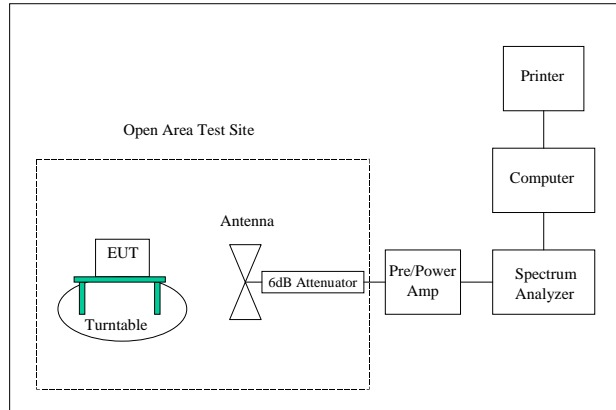 Printer
Open Area Test Site
Computer
Antenna
EUT
6dB Attenuator
Pre/Power
Amp
Spectrum
Analyzer
Turntable